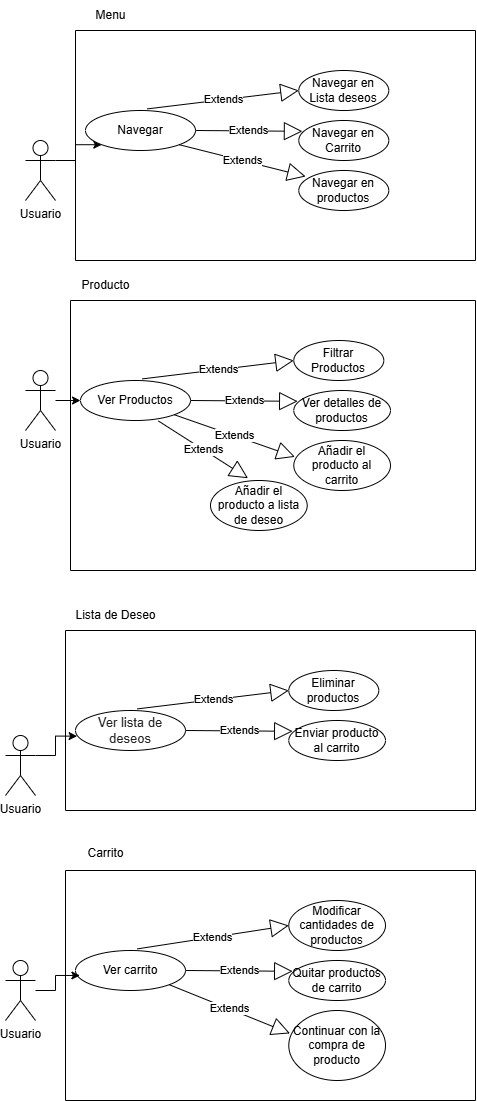 Menu
Navegar en
Lista deseos
Extends
Navegar
Extends
Navegar en
Carrito
Extends
Navegar en
productos
Usuario
Producto
Filtrar
Productos
Extends
Ver Productos
Extends
Ver detalles de
productos
Usuario
Extends
Extends
Añadir el
producto al
carrito
Añadir el
producto a lista
de deseo
Lista de Deseo
Eliminar
productos
Extends
Ver lista de
deseos
Extends
Enviar producto
al carrito
Usuario
Carrito
Modificar
cantidades de
productos
Extends
Ver carrito
Extends
Quitar productos
de carrito
Extends
Continuar con la
compra de
producto
Usuario